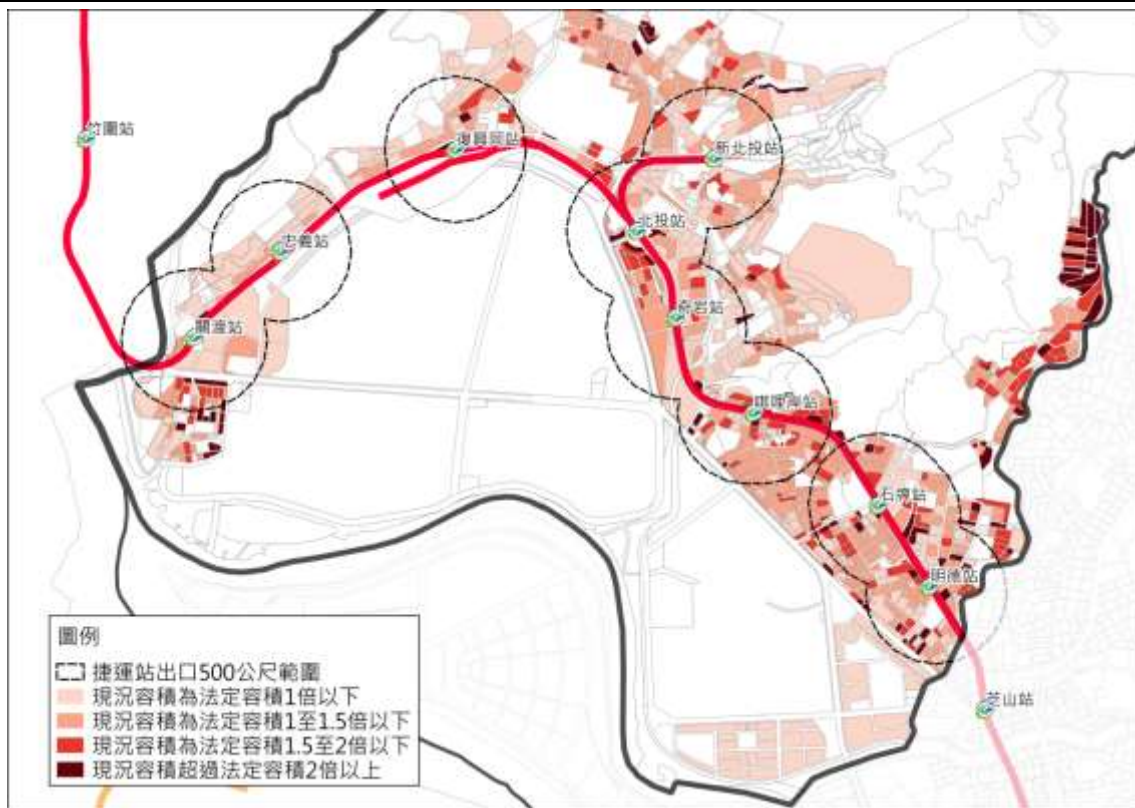 竹圍站
復興岡站
新北投站
北投站
忠義站
奇岩站
關渡站
唭哩岸站
石牌站
明德站
芝山站
圖例
捷運站出口500公尺範圍
現況容積為法定容積1倍以下
現況容積為法定容積1至1.5倍以下
現況容積為法定容積1.5至2倍以下
現況容積超過法定容積2倍以上